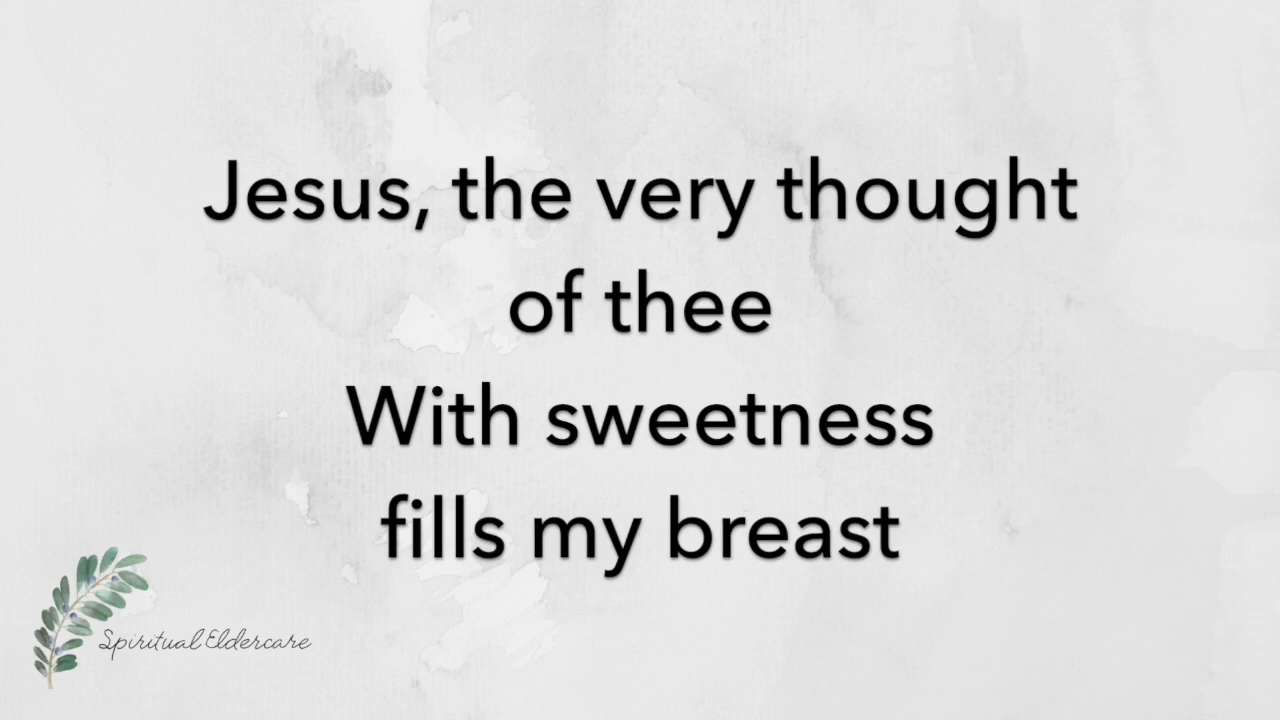 Jesus, the very thought
of thee
With sweetness
fills my breast
Spiritual Eldercare